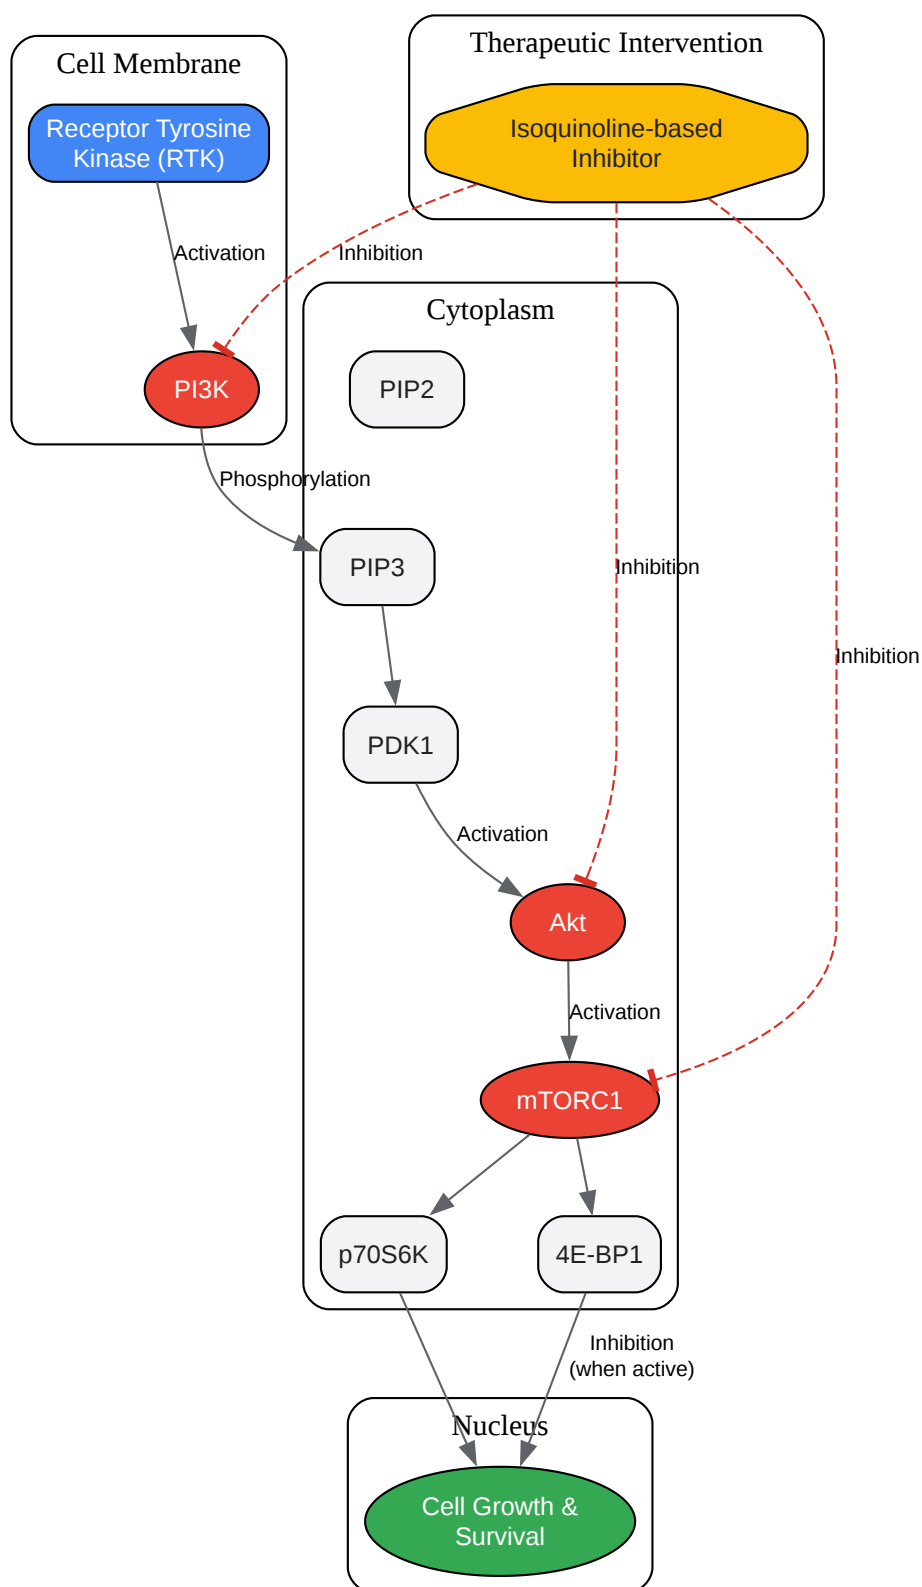 Cell Membrane
Therapeutic Intervention
Receptor Tyrosine
Kinase (RTK)
Isoquinoline-based
Inhibitor
Activation
Inhibition
Cytoplasm
PI3K
PIP2
Phosphorylation
PIP3
Inhibition
Inhibition
PDK1
Activation
Akt
Activation
mTORC1
p70S6K
4E-BP1
Inhibition
(when active)
Nucleus
Cell Growth &
Survival